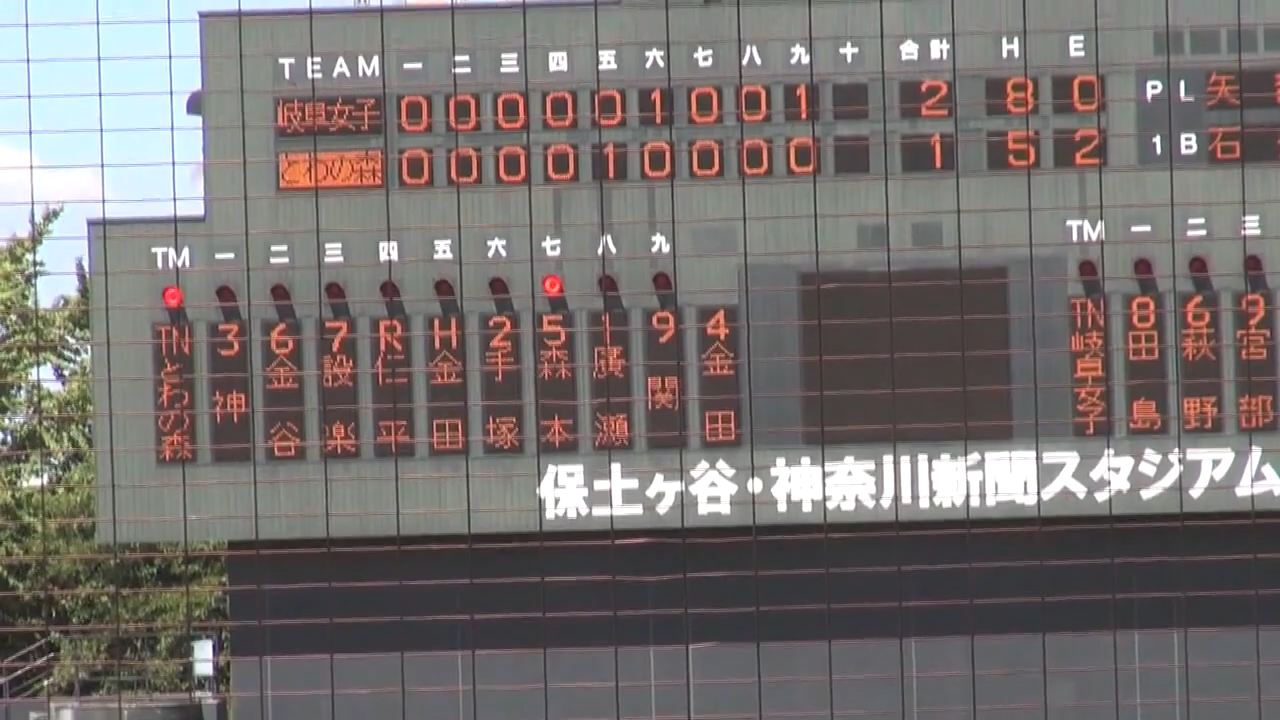 TEAM 一 二 三 四 五 六 七 八 九 十 合計 H E
岐阜女子 0 0 0 0 0 1 0 0 1 2 8 0 PL 矢
とわの森 0 0 0 0 1 0 0 0 0 1 5 2 1B 石
TM 一 二 三 四 五 六 七 八 九 TM 一 二 三
TN とわの森 3 神 6 金谷 7 設楽 R 仁平 H 金田 2 手塚 5 森本 1 廣瀬 9 関 4 金田 TN 岐阜女子 8 田島 6 萩野 9 宮部
保土ヶ谷・神奈川新聞スタジアム